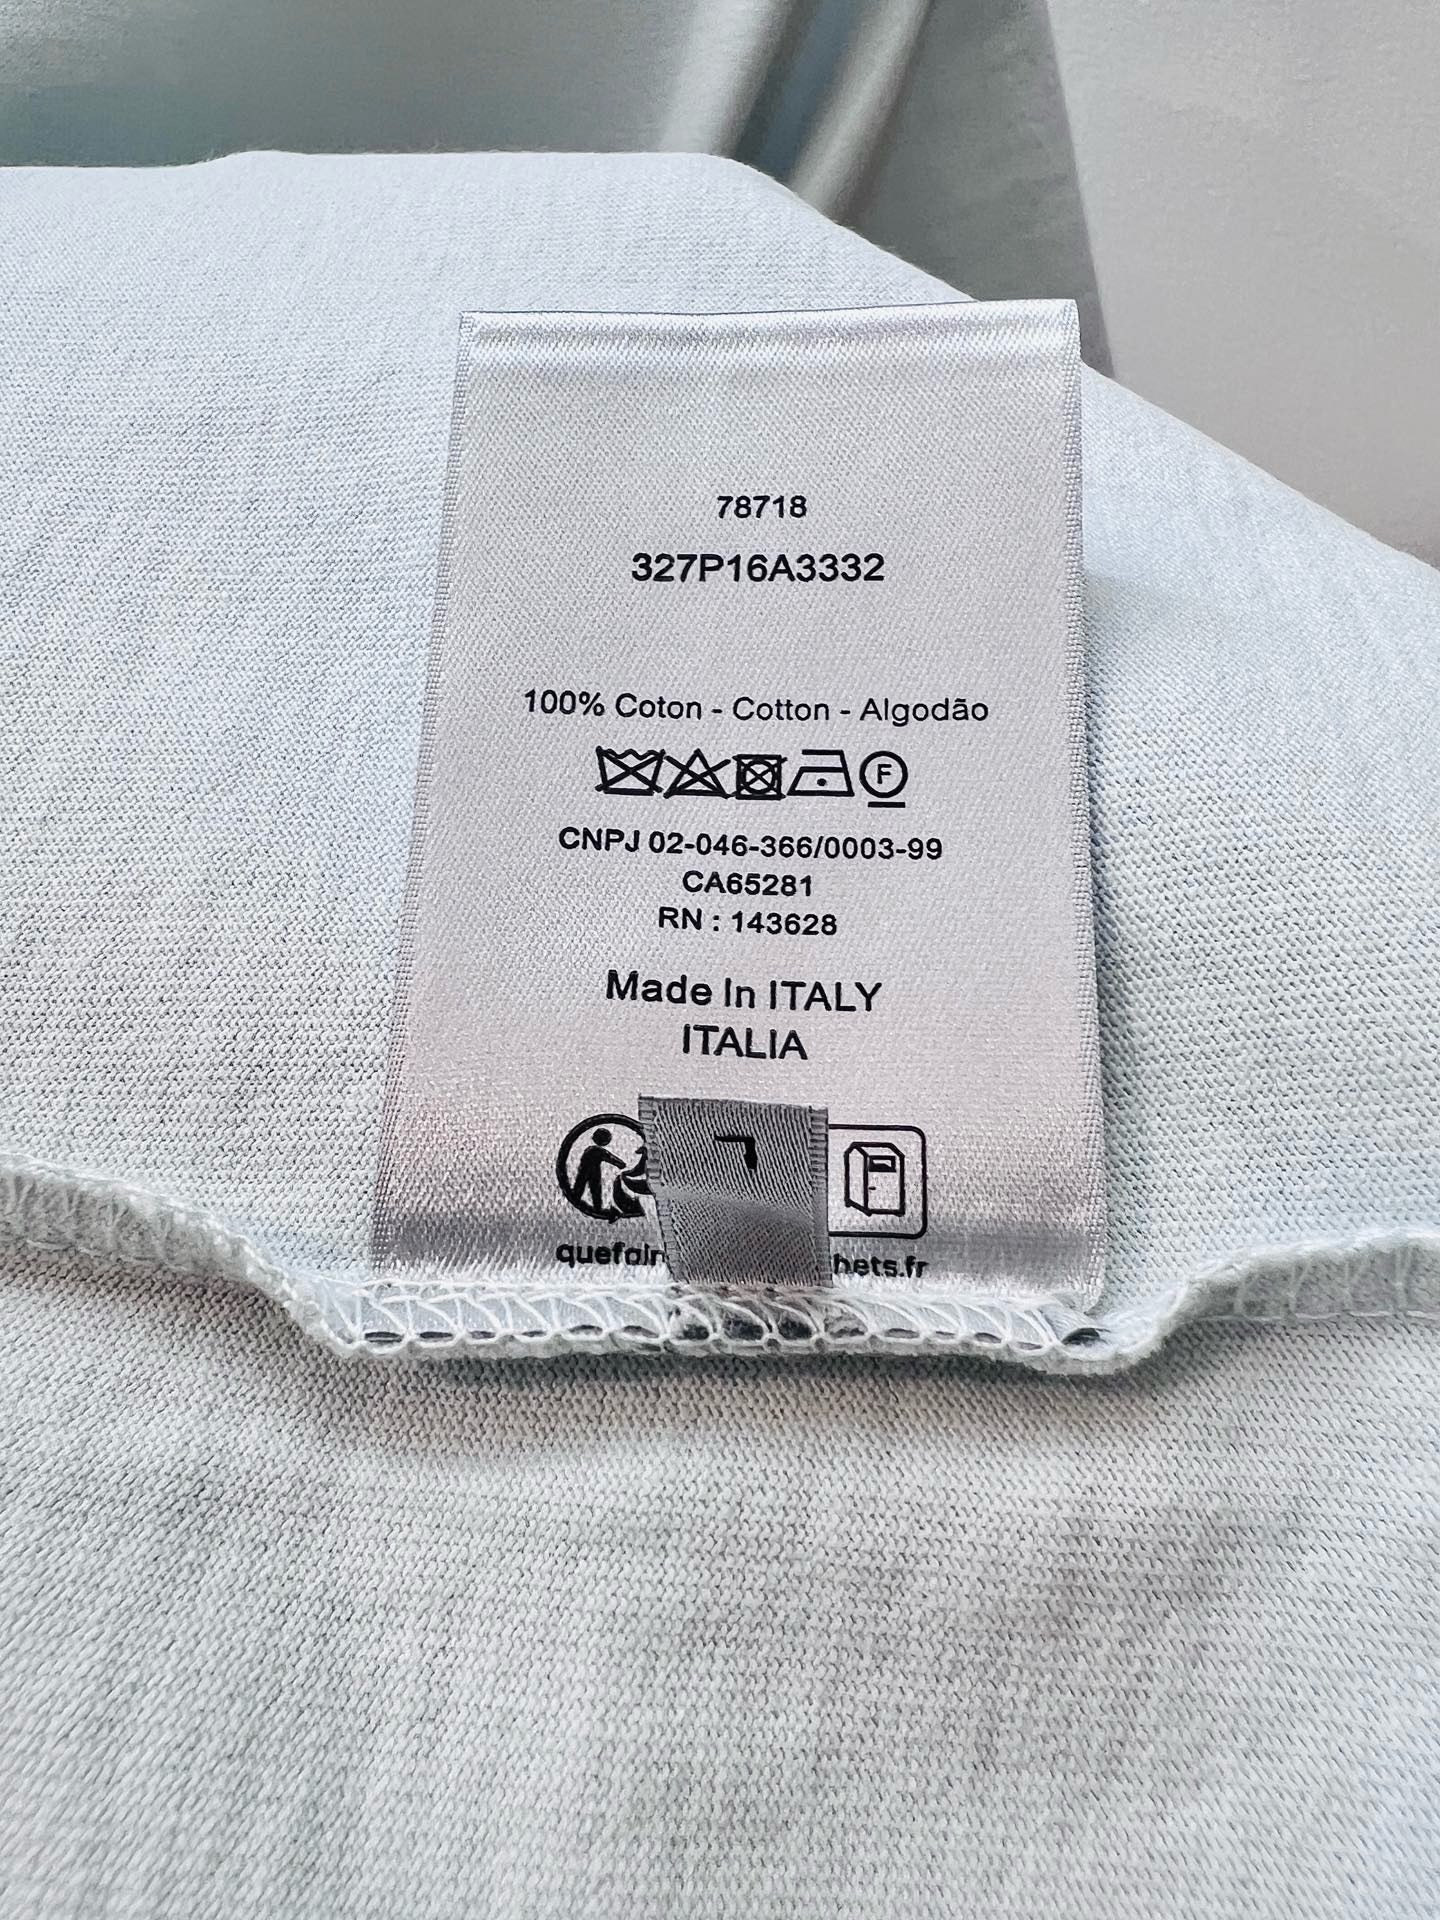 78718
327P16A3332
100% Coton - Cotton - Algodão
F
CNPJ 02-046-366/0003-99
CA65281
RN : 143628
Made In ITALY
ITALIA
L